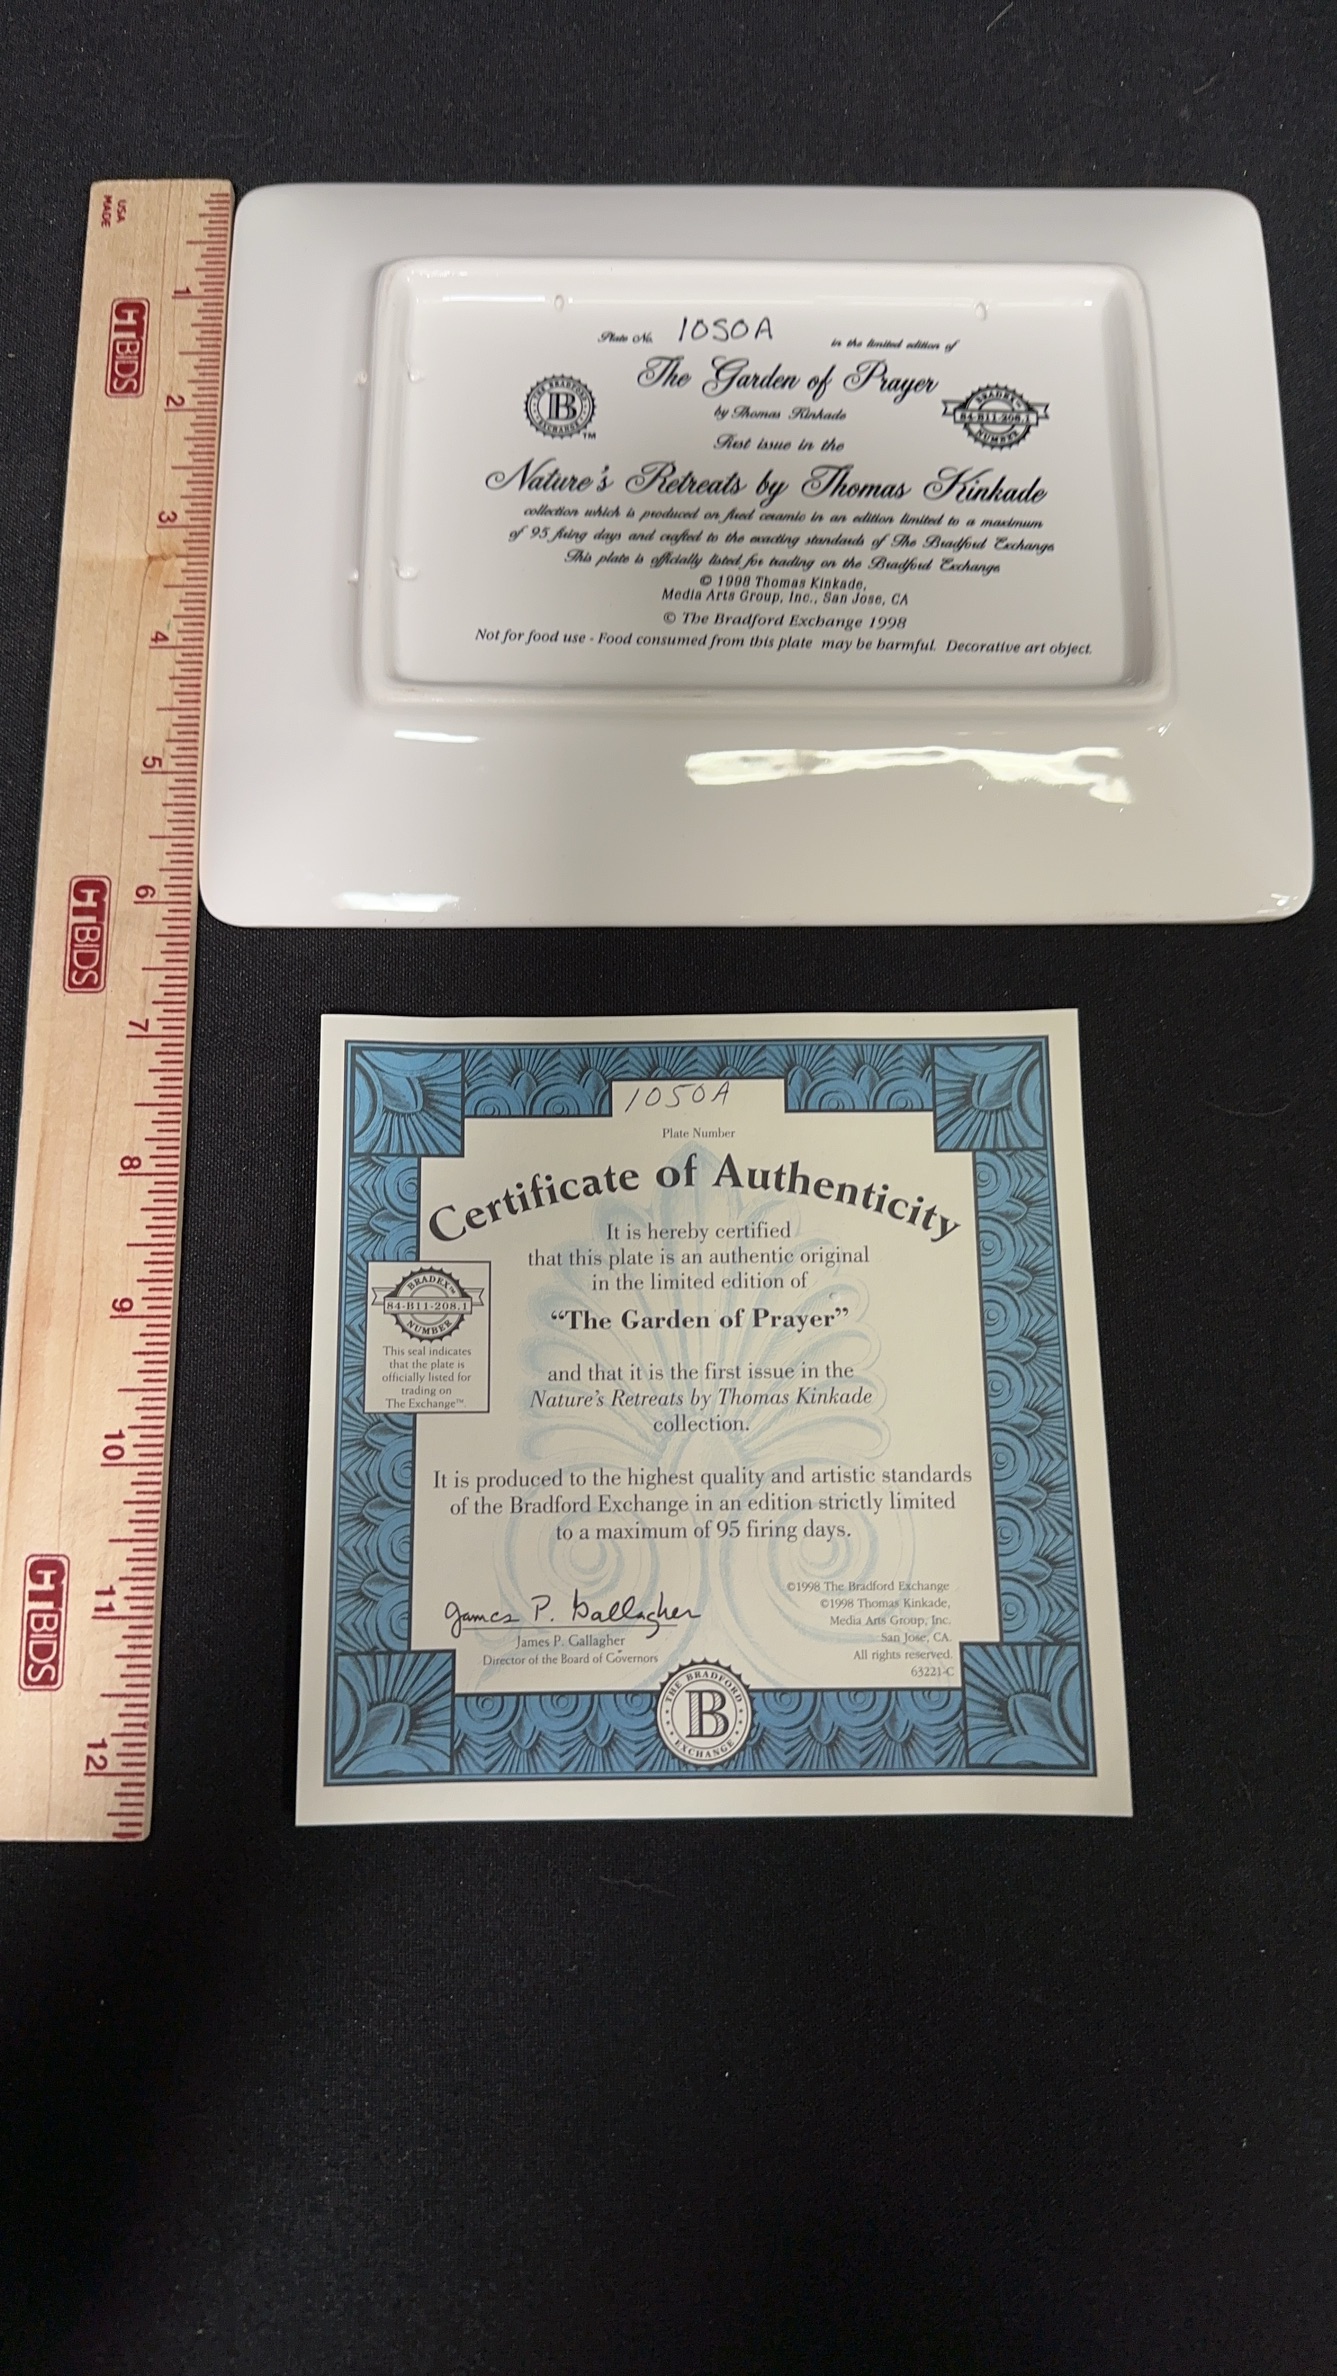 USA
MADE
CTBIDS
1
2
3
4
5
6
CTBIDS
7
8
9
10
11
CTBIDS
12
Plate No. 1050A in the limited edition of
The Garden of Prayer
by Thomas Kinkade
THE BRADFORD EXCHANGE
B
TM
BRADEX™
84-B11-208.1
NUMBER
First issue in the
Nature's Retreats by Thomas Kinkade
collection which is produced on fired ceramic in an edition limited to a maximum
of 95 firing days and crafted to the exacting standards of The Bradford Exchange
This plate is officially listed for trading on the Bradford Exchange
© 1998 Thomas Kinkade,
Media Arts Group, Inc., San Jose, CA
© The Bradford Exchange 1998
Not for food use - Food consumed from this plate may be harmful. Decorative art object.
1050A
Plate Number
Certificate of Authenticity
It is hereby certified
that this plate is an authentic original
in the limited edition of
“The Garden of Prayer”
and that it is the first issue in the
Nature's Retreats by Thomas Kinkade
collection.
BRADEX™
84-B11-208.1
NUMBER
This seal indicates
that the plate is
officially listed for
trading on
The Exchange™.
It is produced to the highest quality and artistic standards
of the Bradford Exchange in an edition strictly limited
to a maximum of 95 firing days.
James P. Gallagher
James P. Gallagher
Director of the Board of Governors
©1998 The Bradford Exchange
©1998 Thomas Kinkade,
Media Arts Group, Inc.
San Jose, CA.
All rights reserved.
63221-C
THE BRADFORD EXCHANGE
B